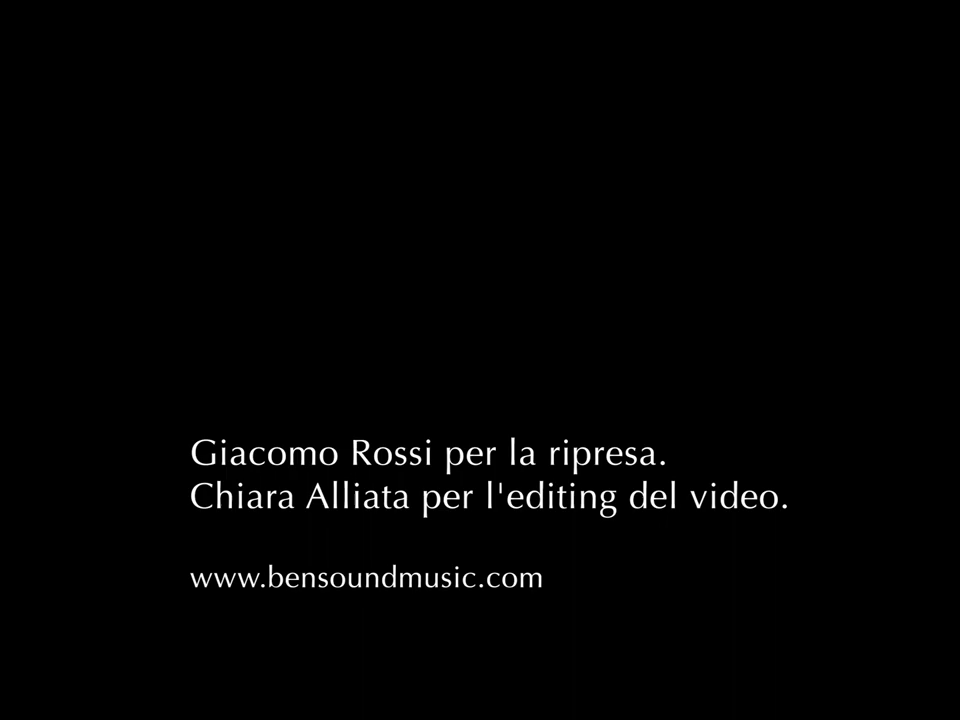 Giacomo Rossi per la ripresa.
Chiara Alliata per l'editing del video.
www.bensoundmusic.com